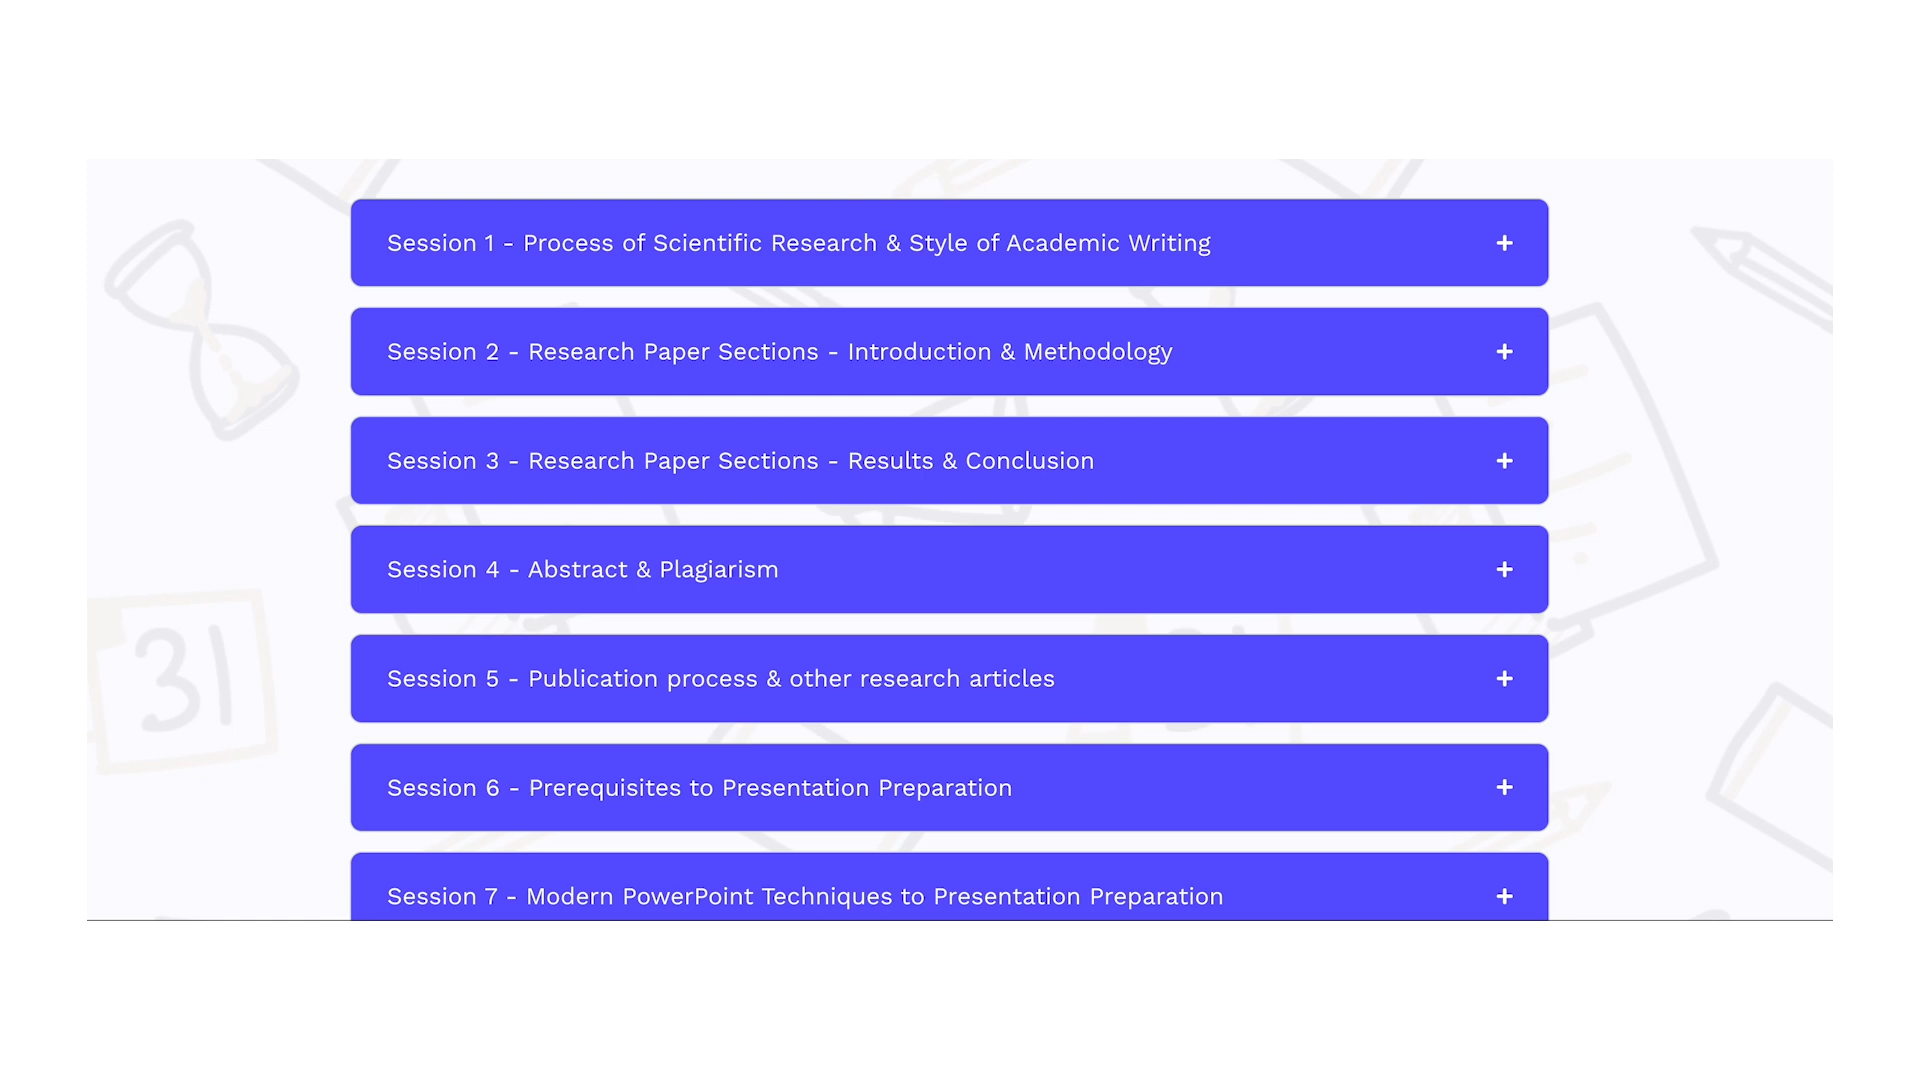 Session 1 - Process of Scientific Research & Style of Academic Writing
Session 2 - Research Paper Sections - Introduction & Methodology
Session 3 - Research Paper Sections - Results & Conclusion
Session 4 - Abstract & Plagiarism
31
Session 5 - Publication process & other research articles
Session 6 - Prerequisites to Presentation Preparation
Session 7 - Modern PowerPoint Techniques to Presentation Preparation